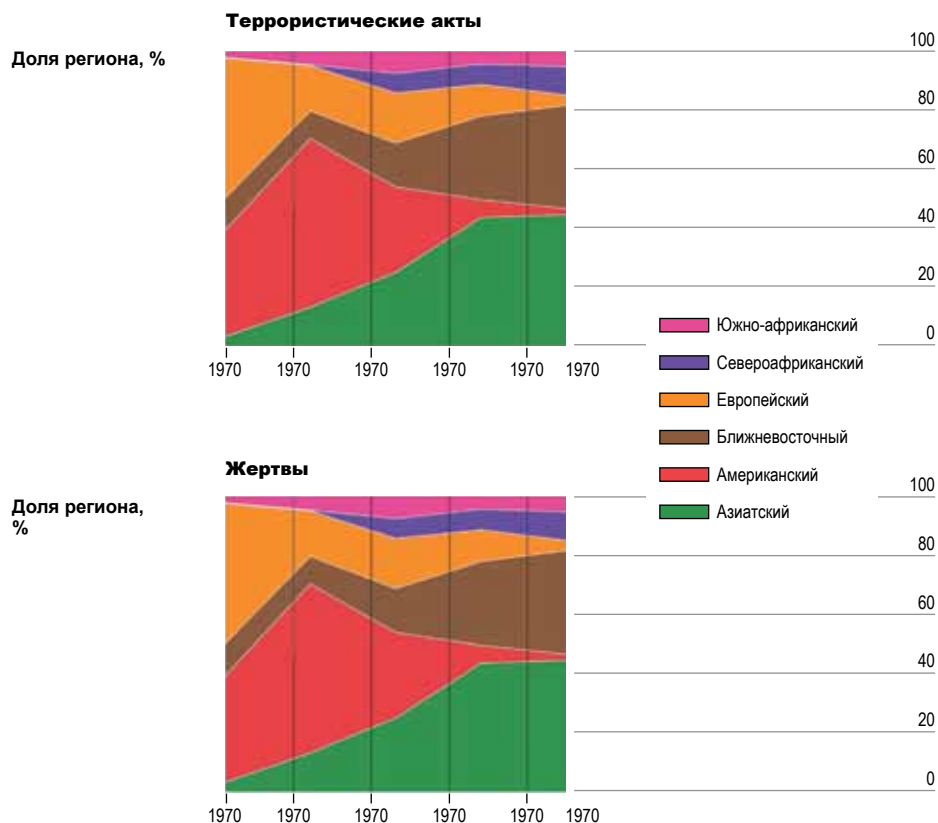 Террористические акты
Доля региона, %
100
80
60
40
20
0
1970 1970 1970 1970 1970 1970
Южно-африканский
Североафриканский
Европейский
Ближневосточный
Американский
Азиатский
Жертвы
Доля региона,
%
100
80
60
40
20
0
1970 1970 1970 1970 1970 1970